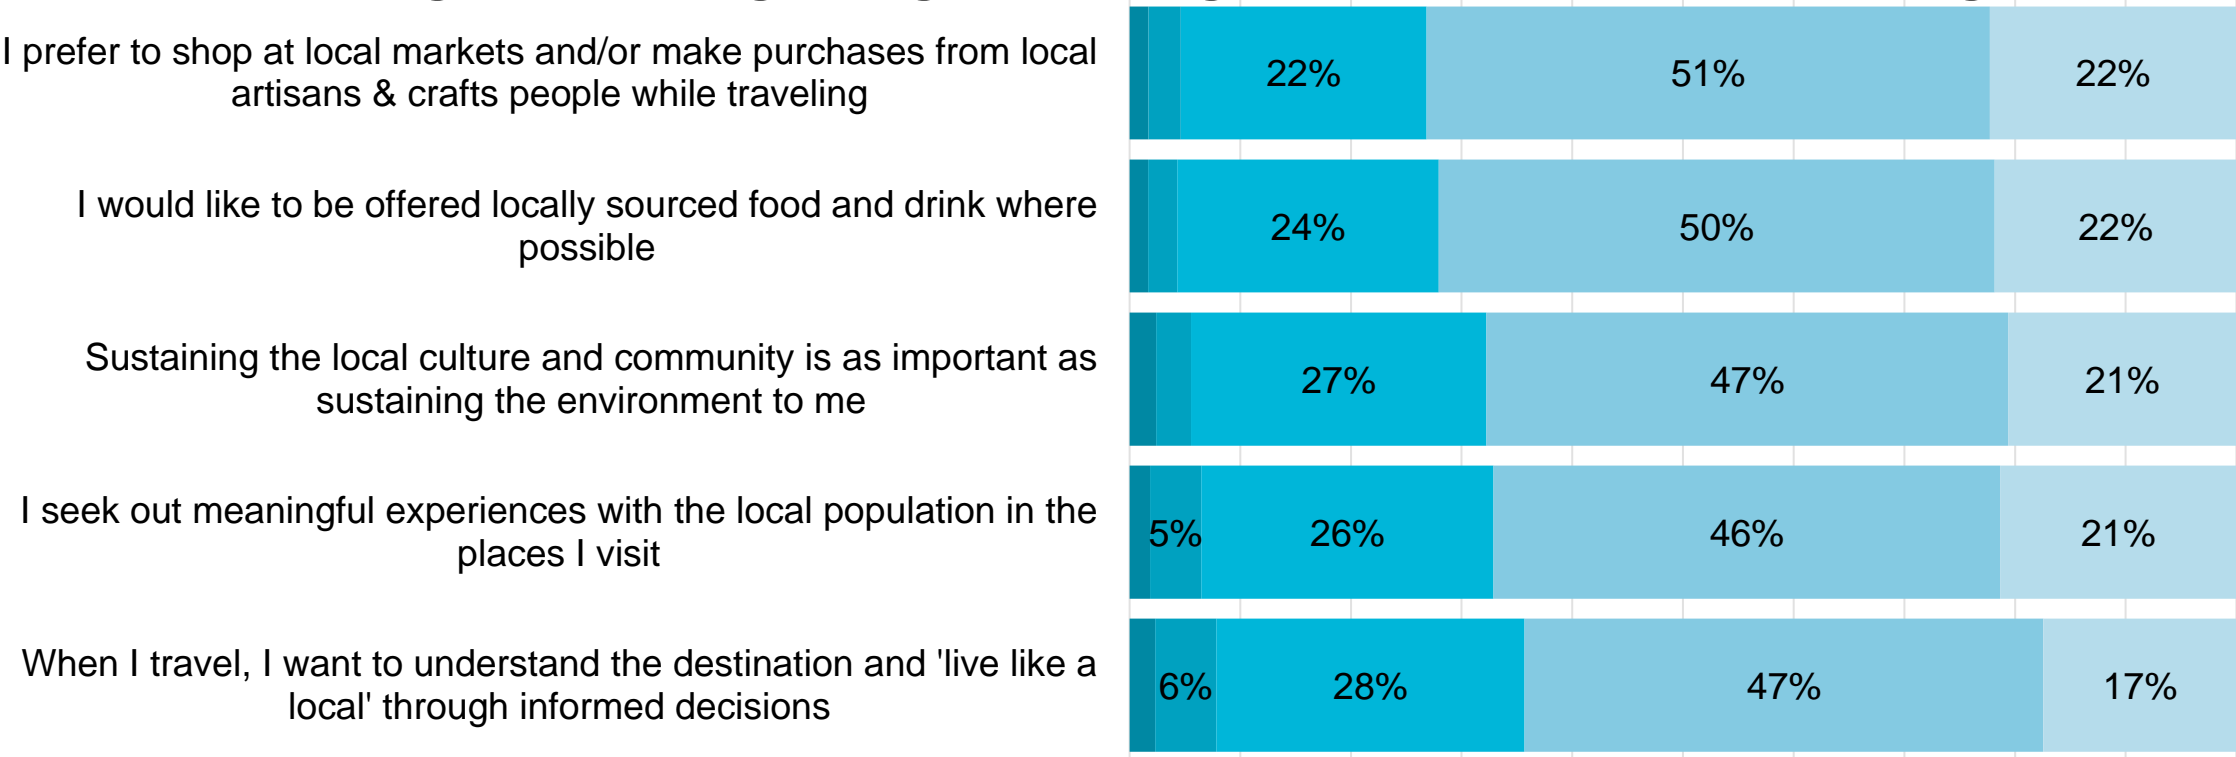 I prefer to shop at local markets and/or make purchases from local
artisans & crafts people while traveling
22%
51%
22%
I would like to be offered locally sourced food and drink where
possible
24%
50%
22%
Sustaining the local culture and community is as important as
sustaining the environment to me
27%
47%
21%
I seek out meaningful experiences with the local population in the
places I visit
5%
26%
46%
21%
When I travel, I want to understand the destination and 'live like a
local' through informed decisions
6%
28%
47%
17%